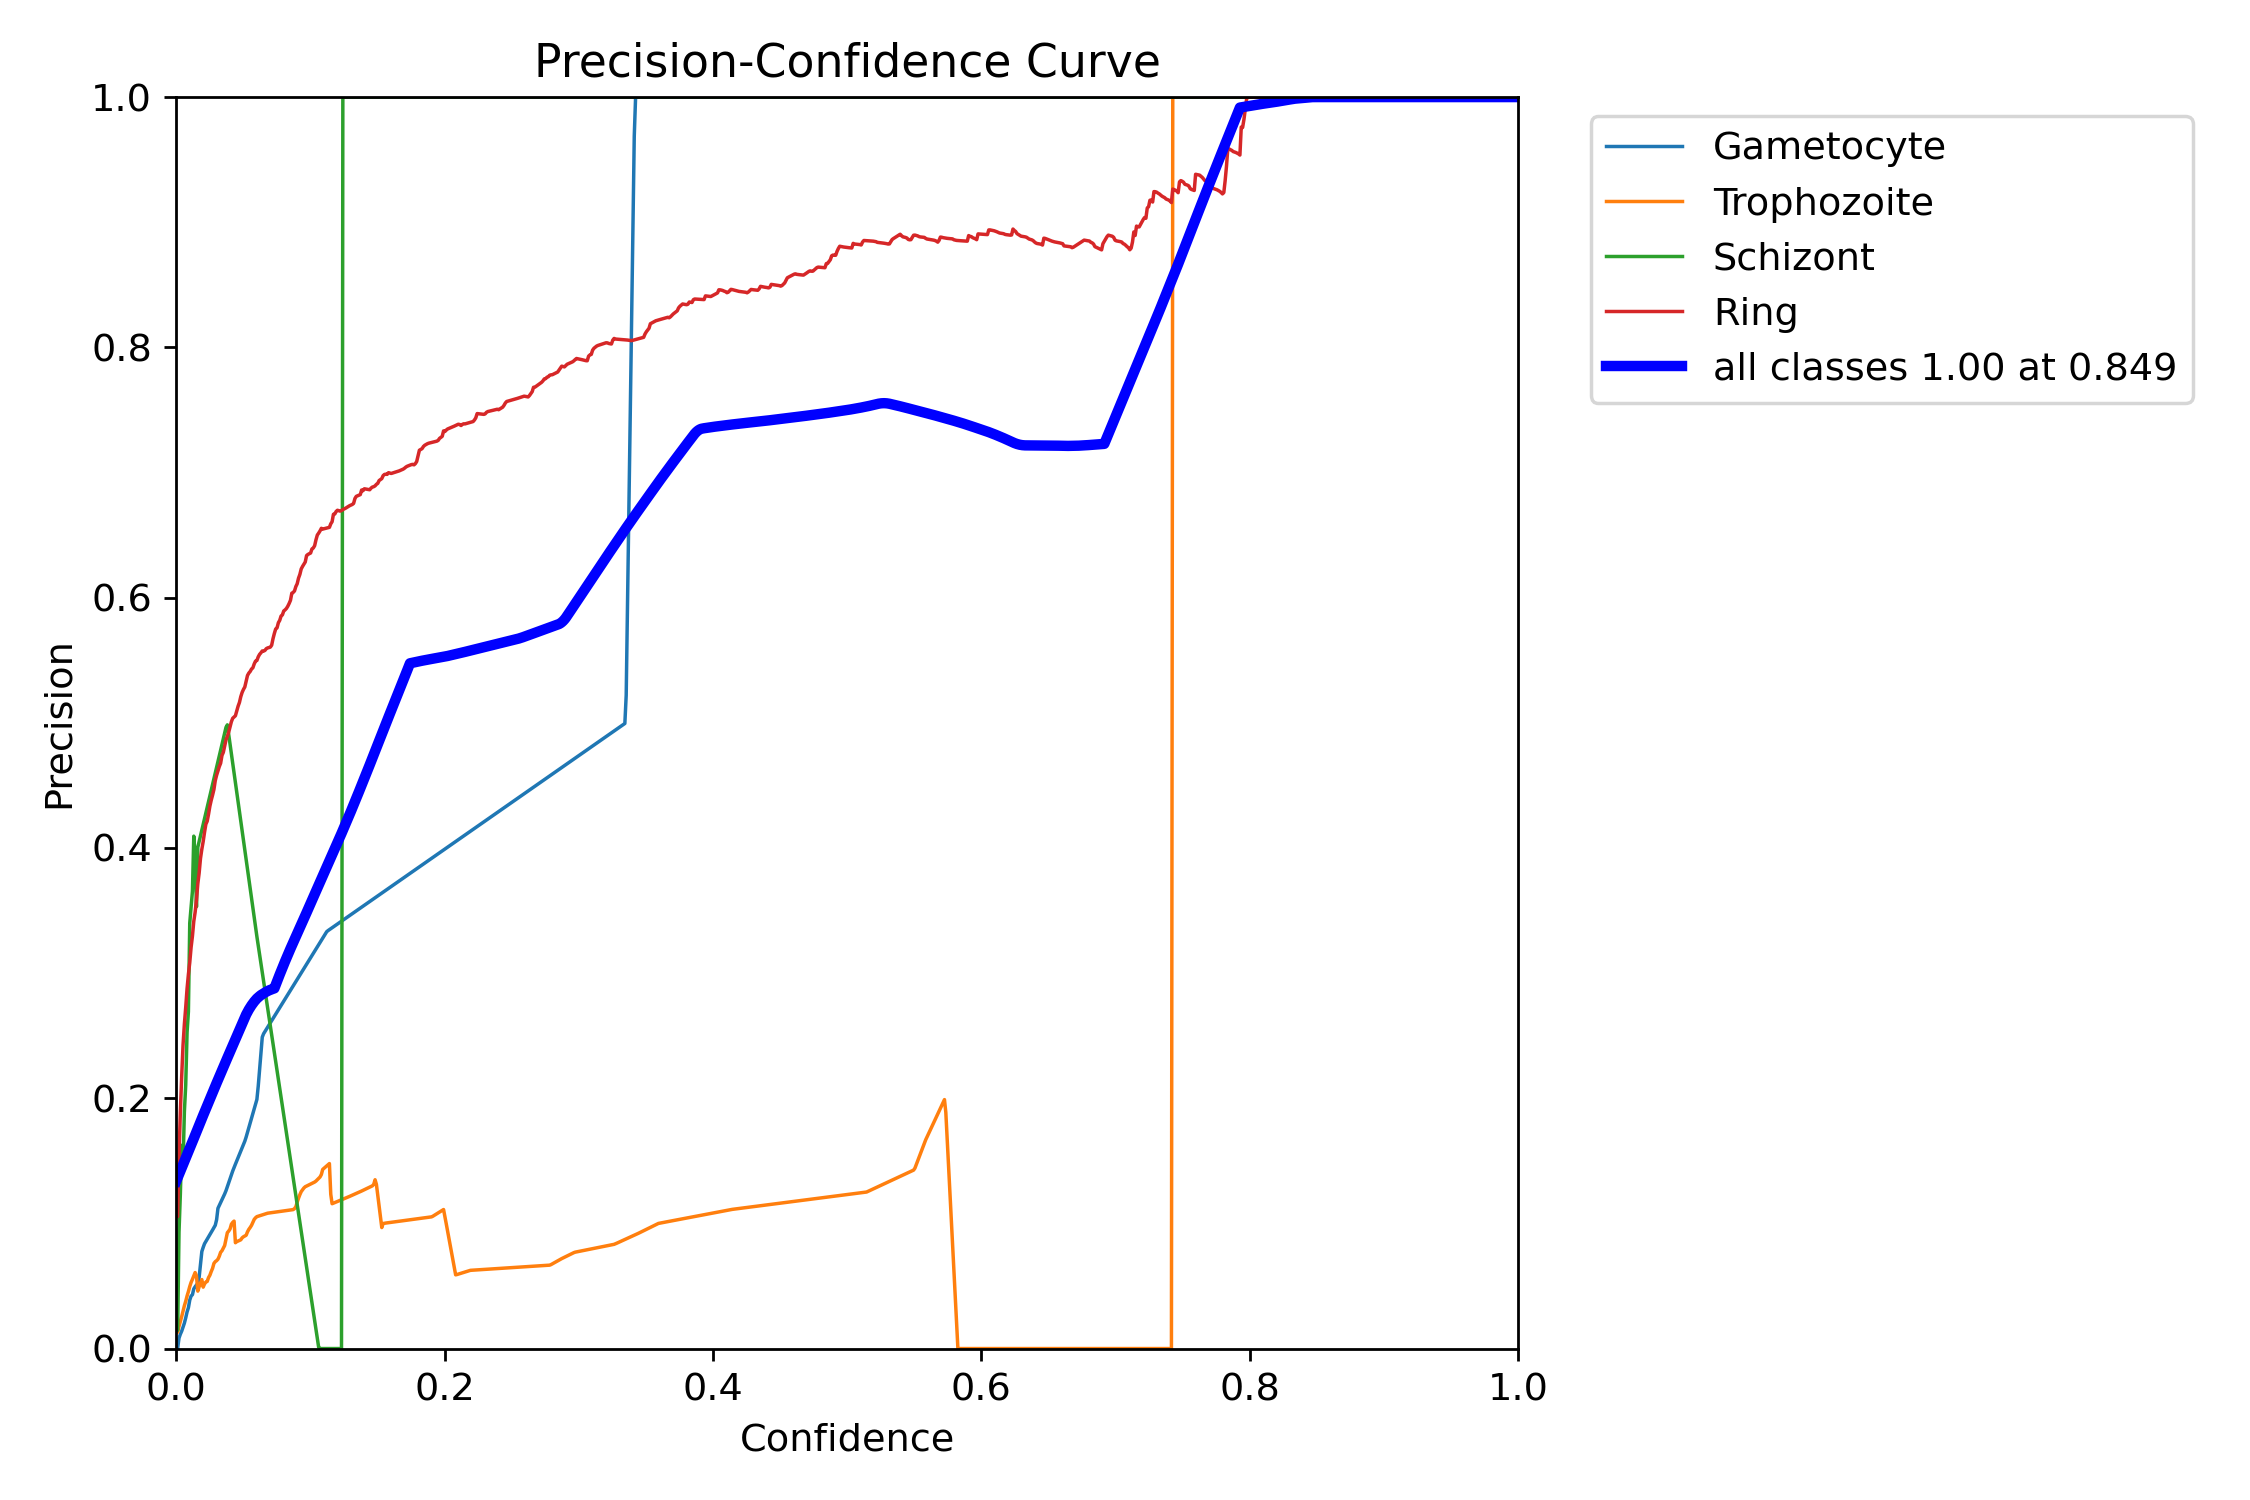 Precision-Confidence Curve
1.0
0.8
0.6
0.4
0.2
0.0
Precision
0.0 0.2 0.4 0.6 0.8 1.0
Confidence
Gametocyte
Trophozoite
Schizont
Ring
all classes 1.00 at 0.849